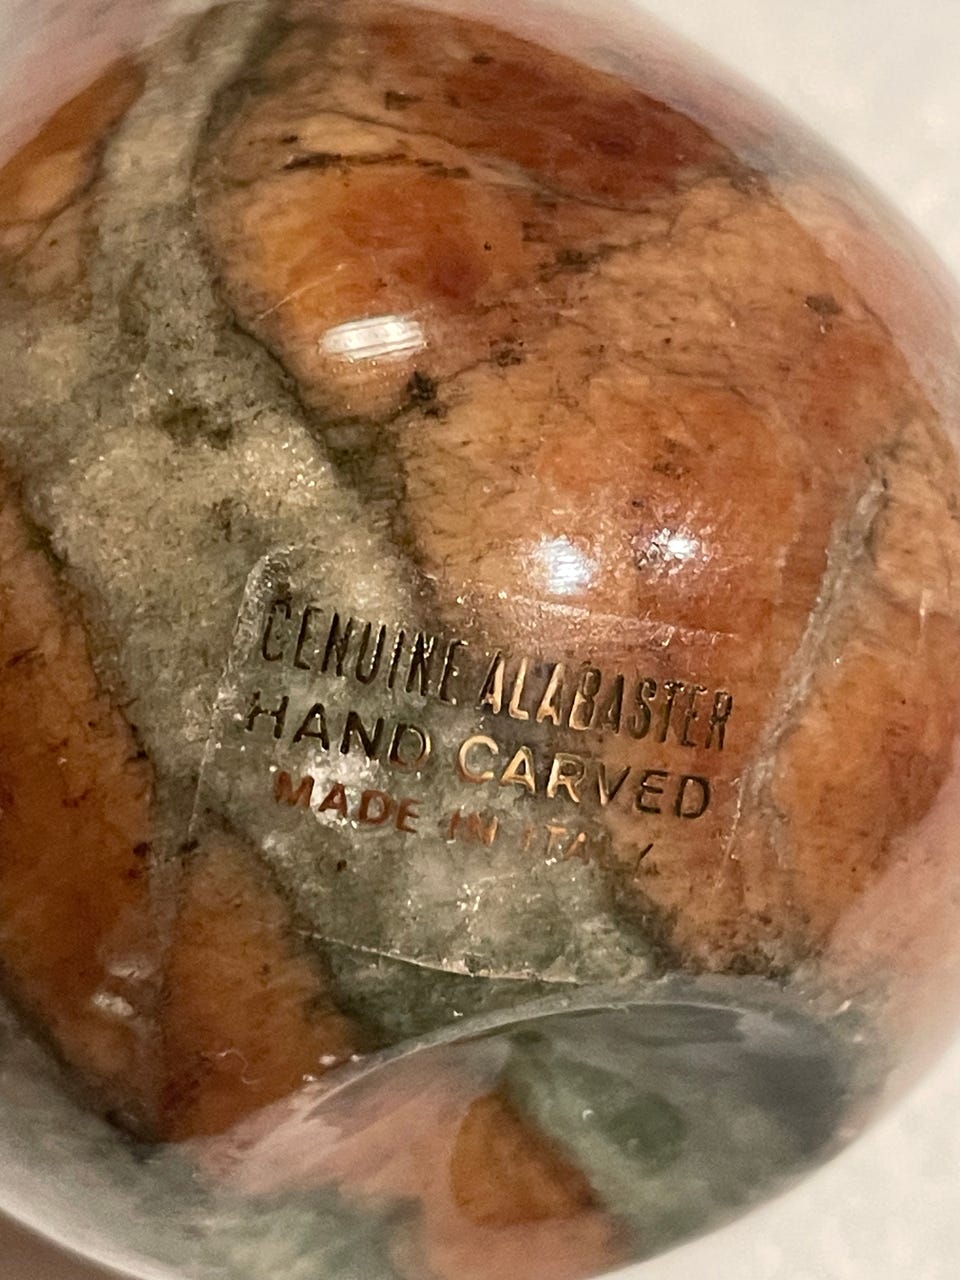 GENUINE ALABASTER
HAND CARVED
MADE IN ITALY